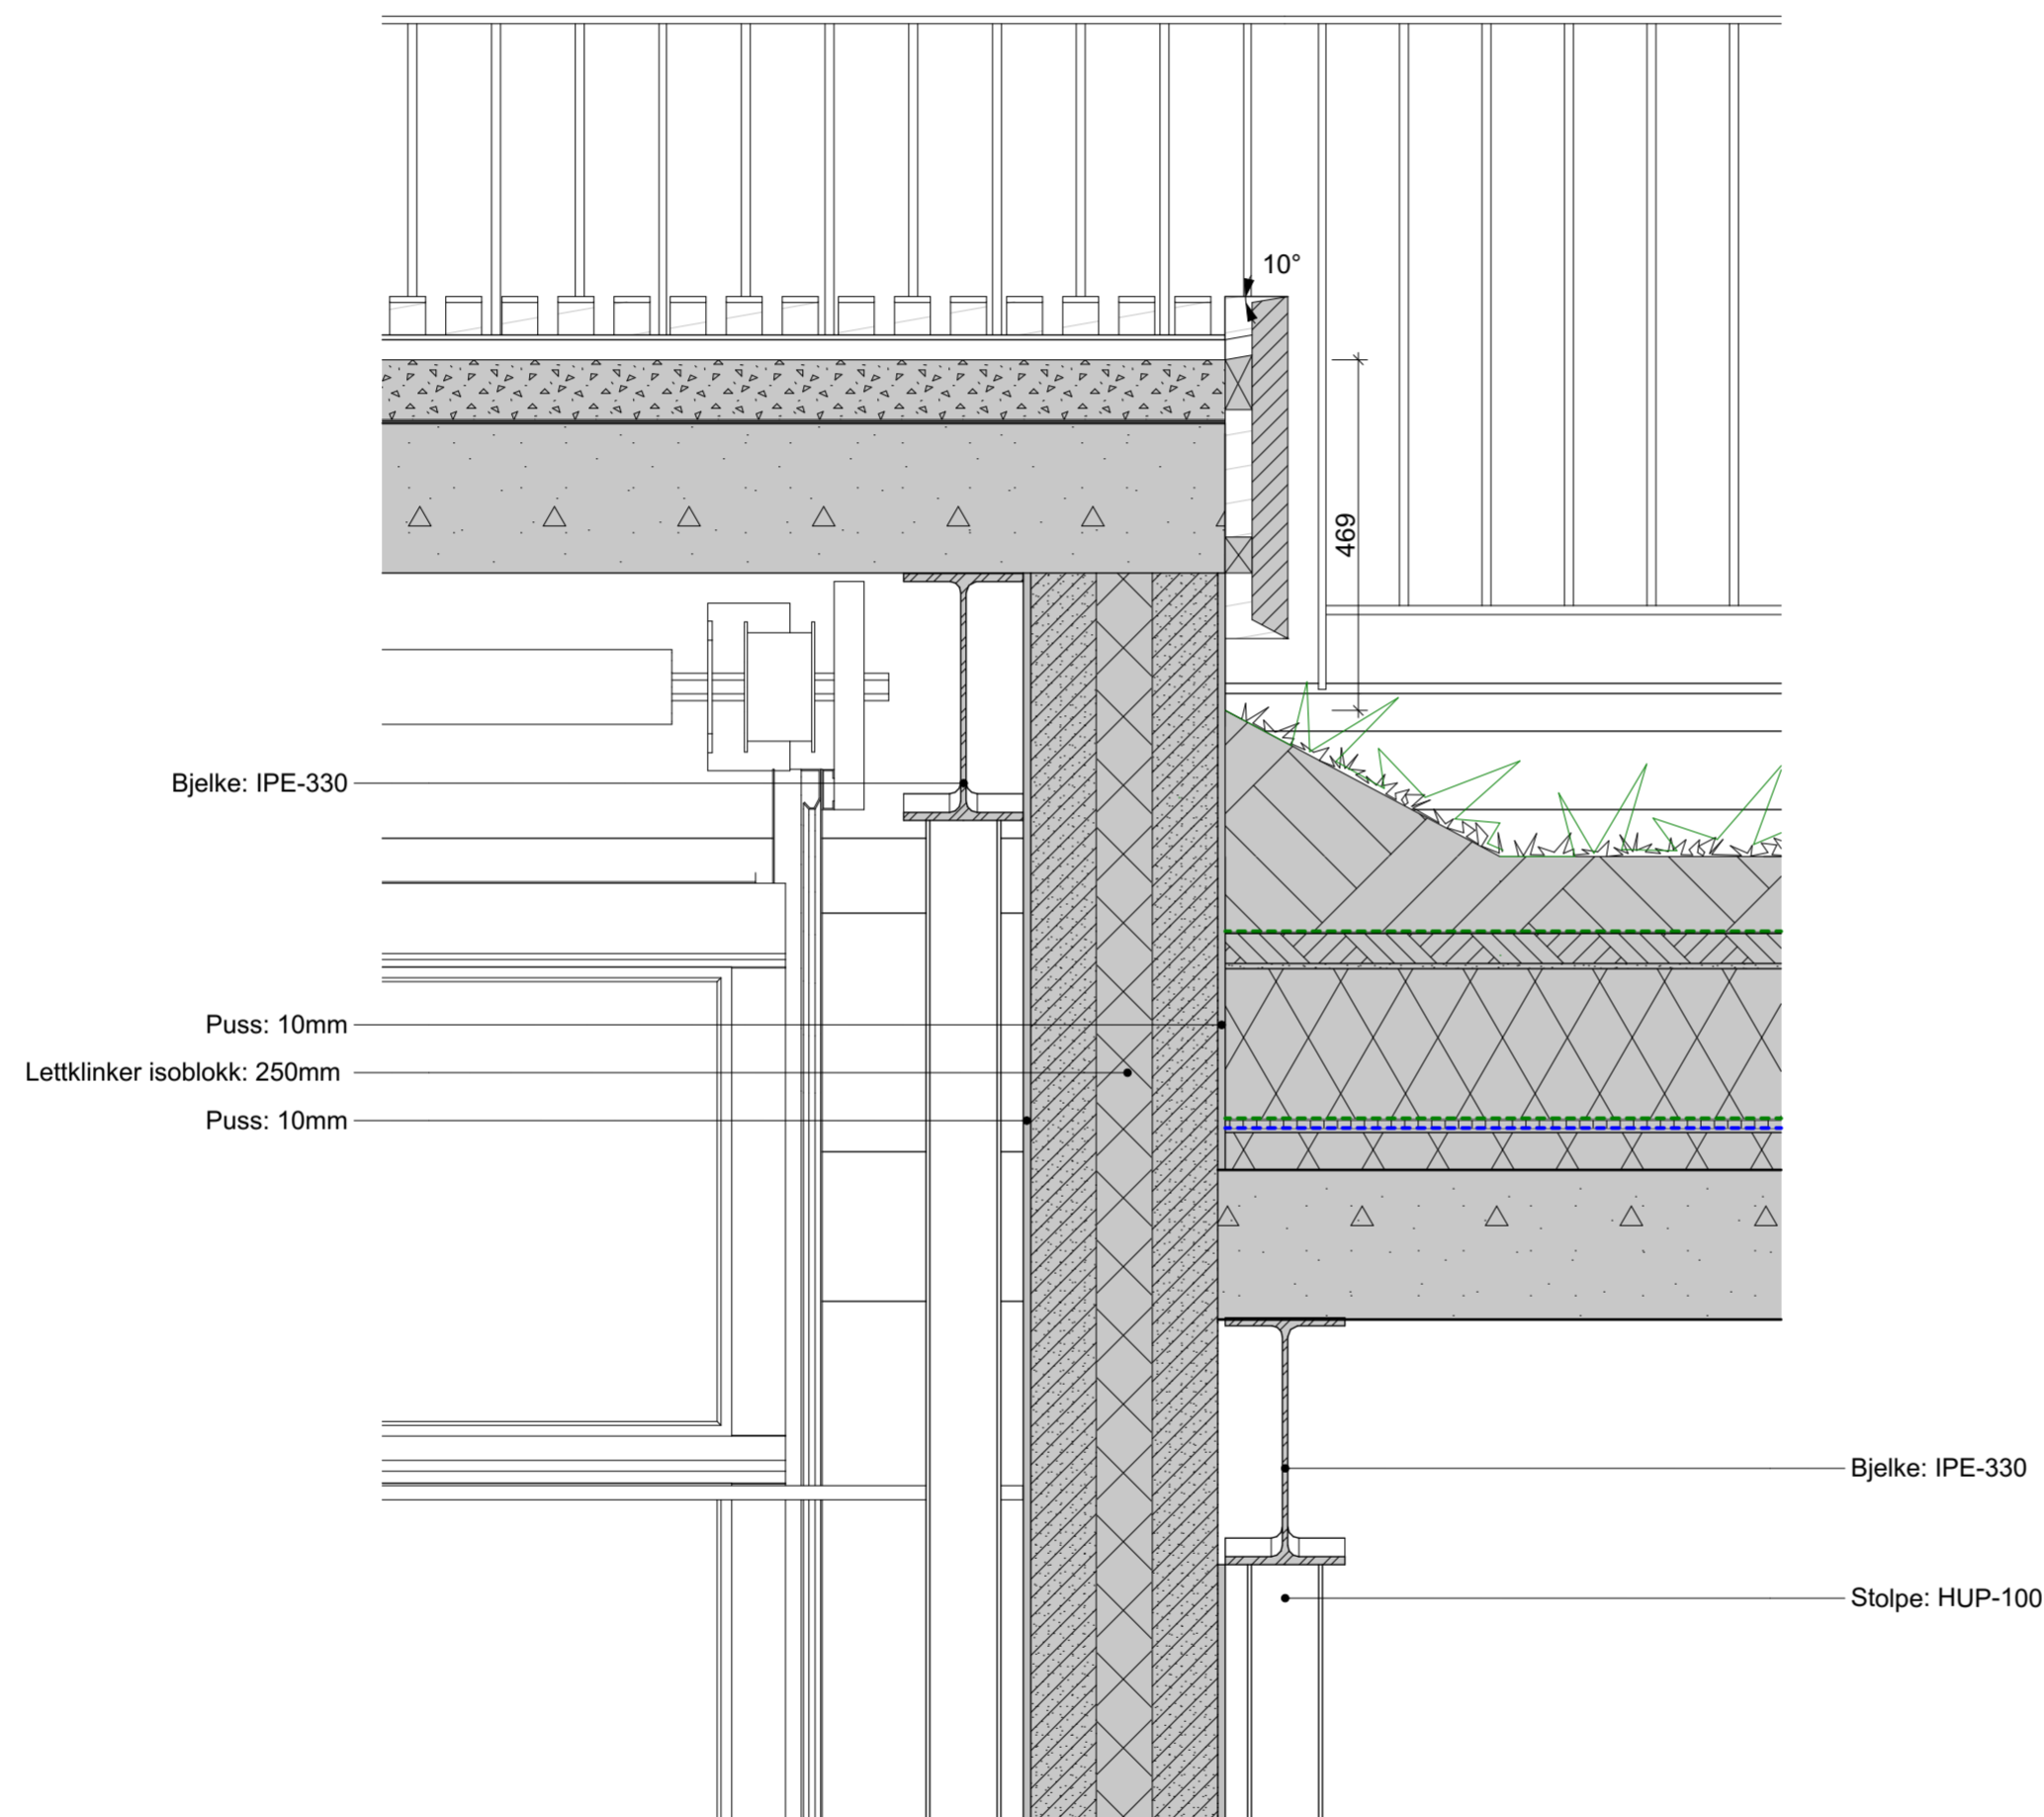 10°
469
Bjelke: IPE-330
Puss: 10mm
Lettklinker isoblokk: 250mm
Puss: 10mm
Bjelke: IPE-330
Stolpe: HUP-100